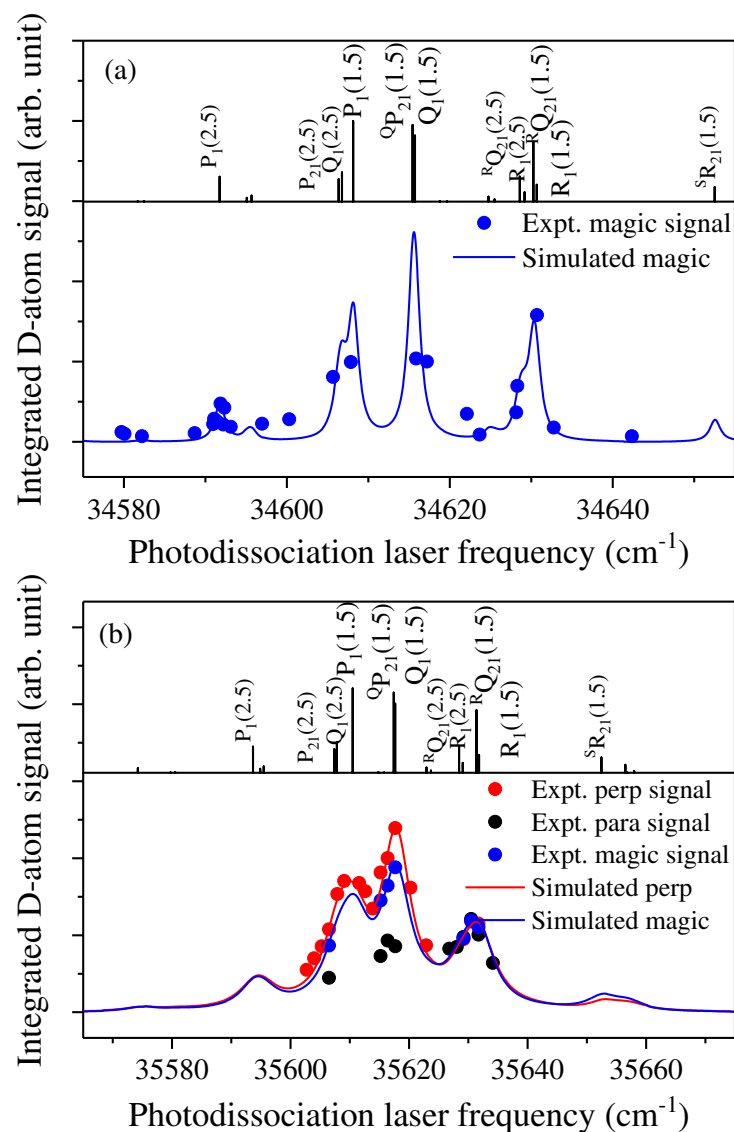 (a)
Integrated D-atom signal (arb. unit)
P₁(2.5)
P₂₁(2.5)
Q₁(2.5)
P₁(1.5)
ᑫP₂₁(1.5)
Q₁(1.5)
ᴿQ₂₁(2.5)
R₁(2.5)
ᴿQ₂₁(1.5)
R₁(1.5)
ˢR₂₁(1.5)
Expt. magic signal
Simulated magic
34580 34600 34620 34640
Photodissociation laser frequency (cm⁻¹)
(b)
Integrated D-atom signal (arb. unit)
P₁(2.5)
P₂₁(2.5)
Q₁(2.5)
P₁(1.5)
ᑫP₂₁(1.5)
Q₁(1.5)
ᴿQ₂₁(2.5)
R₁(2.5)
ᴿQ₂₁(1.5)
R₁(1.5)
ˢR₂₁(1.5)
Expt. perp signal
Expt. para signal
Expt. magic signal
Simulated perp
Simulated magic
35580 35600 35620 35640 35660
Photodissociation laser frequency (cm⁻¹)